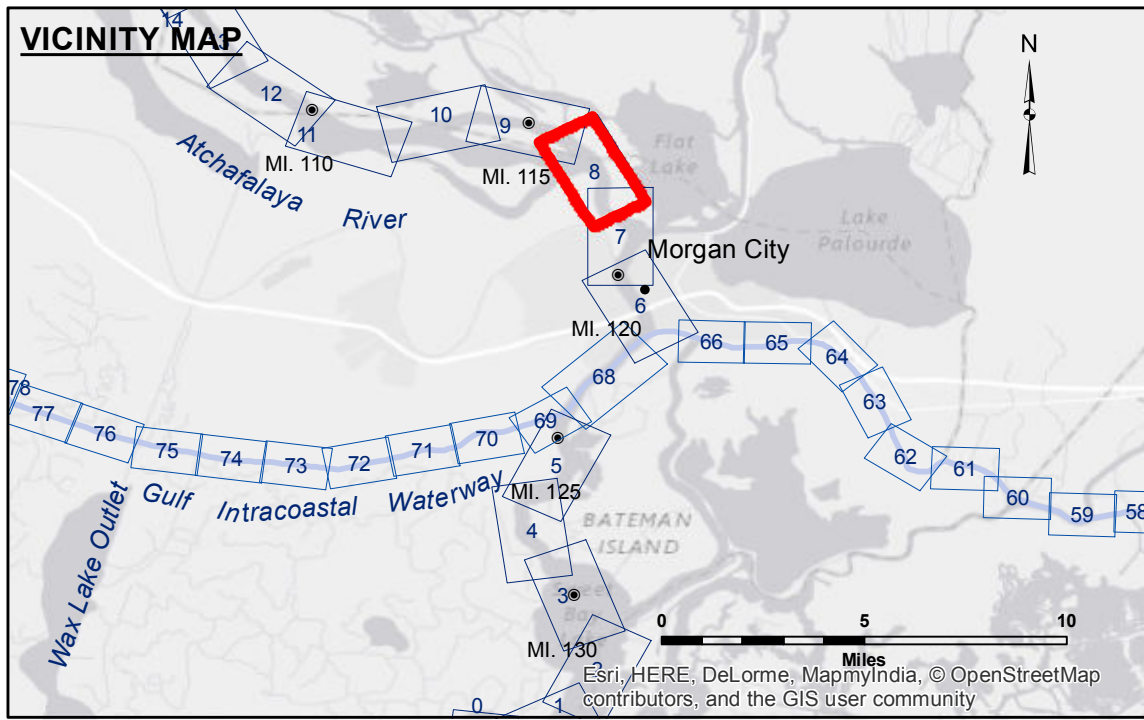 VICINITY MAP
N
14
13
12
11
10
9
8
7
6
MI. 110
MI. 115
Atchafalaya
River
Flat
Lake
Lake
Palourde
Morgan City
MI. 120
66
65
64
63
62
61
60
59
58
68
69
70
71
72
73
74
75
76
77
78
5
MI. 125
4
Gulf Intracoastal Waterway
Wax Lake Outlet
BATEMAN
ISLAND
Sweet
Bay
3
MI. 130
2
1
0
0 5 10
Miles
Esri, HERE, DeLorme, MapmyIndia, © OpenStreetMap
contributors, and the GIS user community